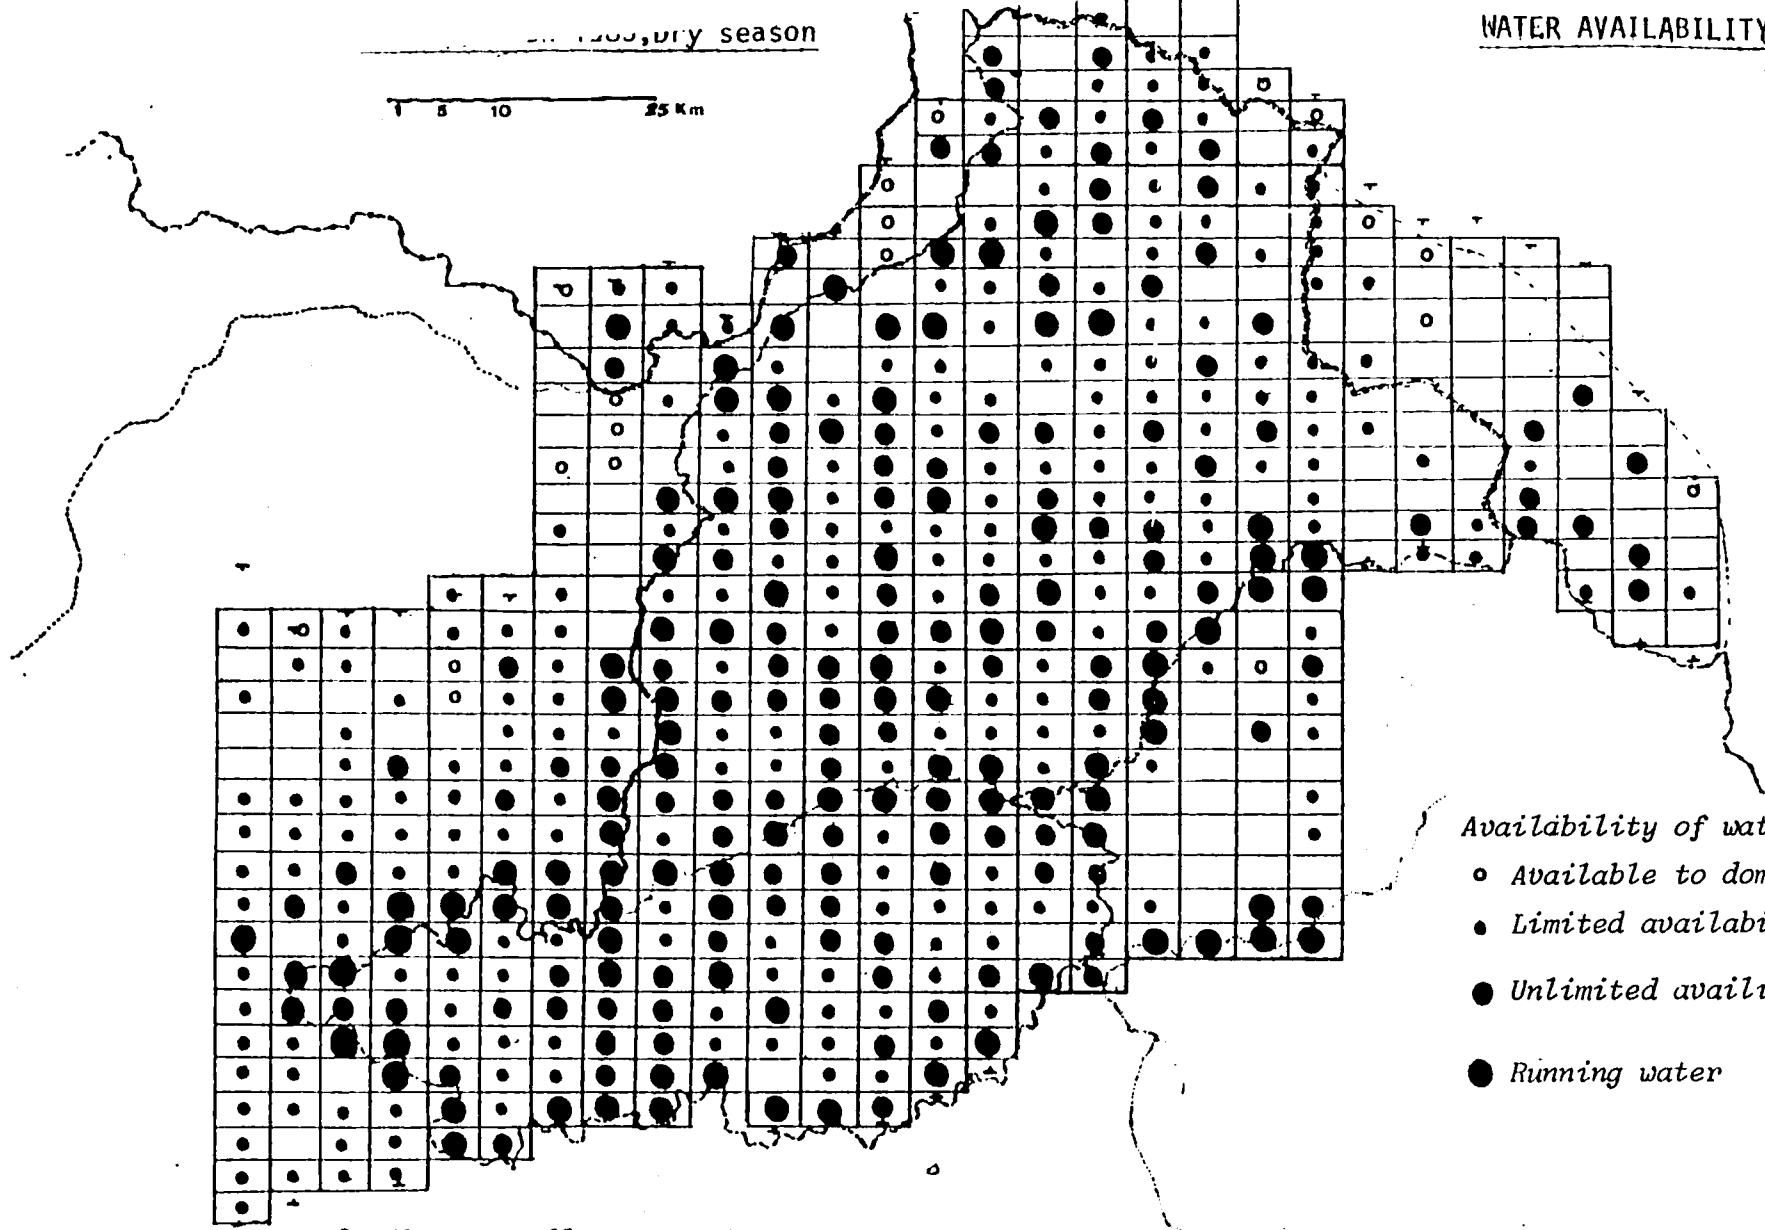 Dry season
WATER AVAILABILITY
1 5 10 25 Km
Availability of wat
Available to dom
Limited availabi
Unlimited availi
Running water